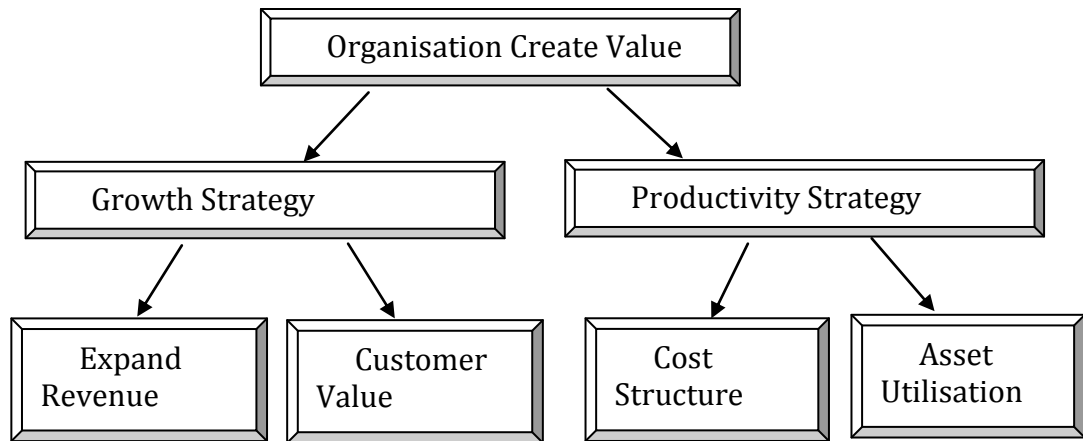 Organisation Create Value
Growth Strategy
Productivity Strategy
Expand
Revenue
Customer
Value
Cost
Structure
Asset
Utilisation